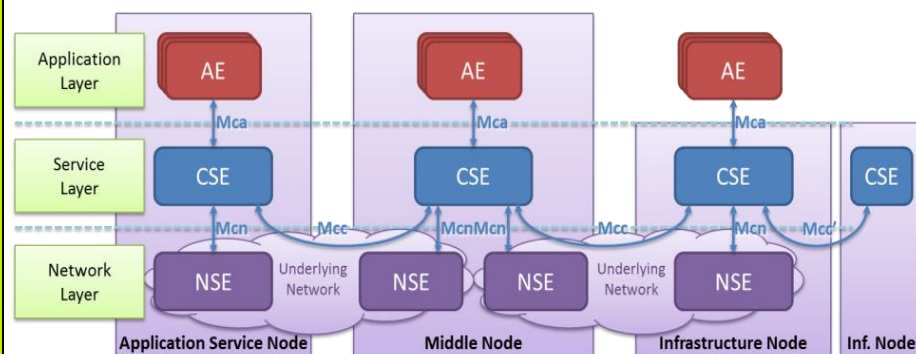 Application
Layer
AE
AE
AE
Mca
Mca
Mca
Service
Layer
CSE
CSE
CSE
CSE
Mcn
Mcc
Mcn
Mcn
Mcc
Mcn
Mcc'
Network
Layer
NSE
Underlying
Network
NSE
NSE
Underlying
Network
NSE
Application Service Node
Middle Node
Infrastructure Node
Inf. Node